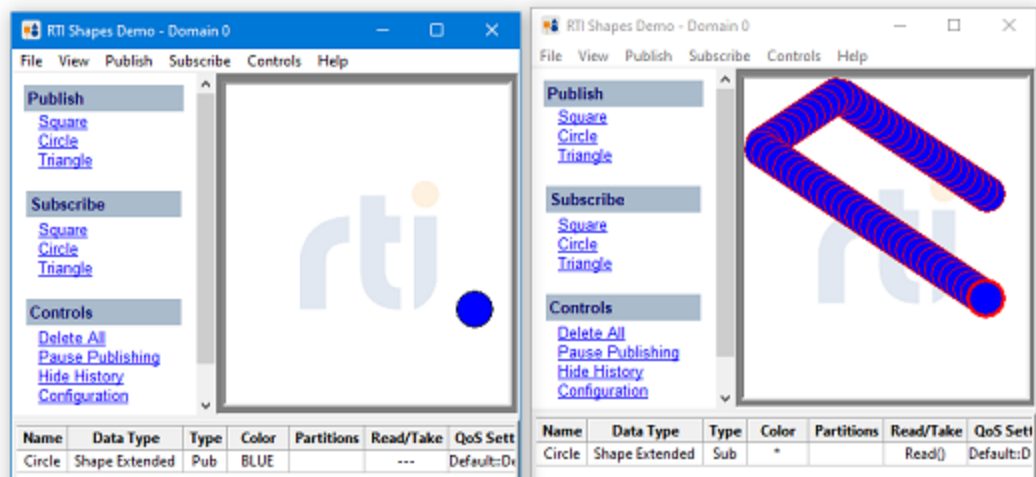 RTI Shapes Demo - Domain 0
File View Publish Subscribe Controls Help
Publish
Square
Circle
Triangle
Subscribe
Square
Circle
Triangle
Controls
Delete All
Pause Publishing
Hide History
Configuration
rti
Name Data Type Type Color Partitions Read/Take QoS Sett
Circle Shape Extended Pub BLUE --- Default::De
RTI Shapes Demo - Domain 0
File View Publish Subscribe Controls Help
Publish
Square
Circle
Triangle
Subscribe
Square
Circle
Triangle
Controls
Delete All
Pause Publishing
Hide History
Configuration
rti
Name Data Type Type Color Partitions Read/Take QoS Sett
Circle Shape Extended Sub * Read() Default::D